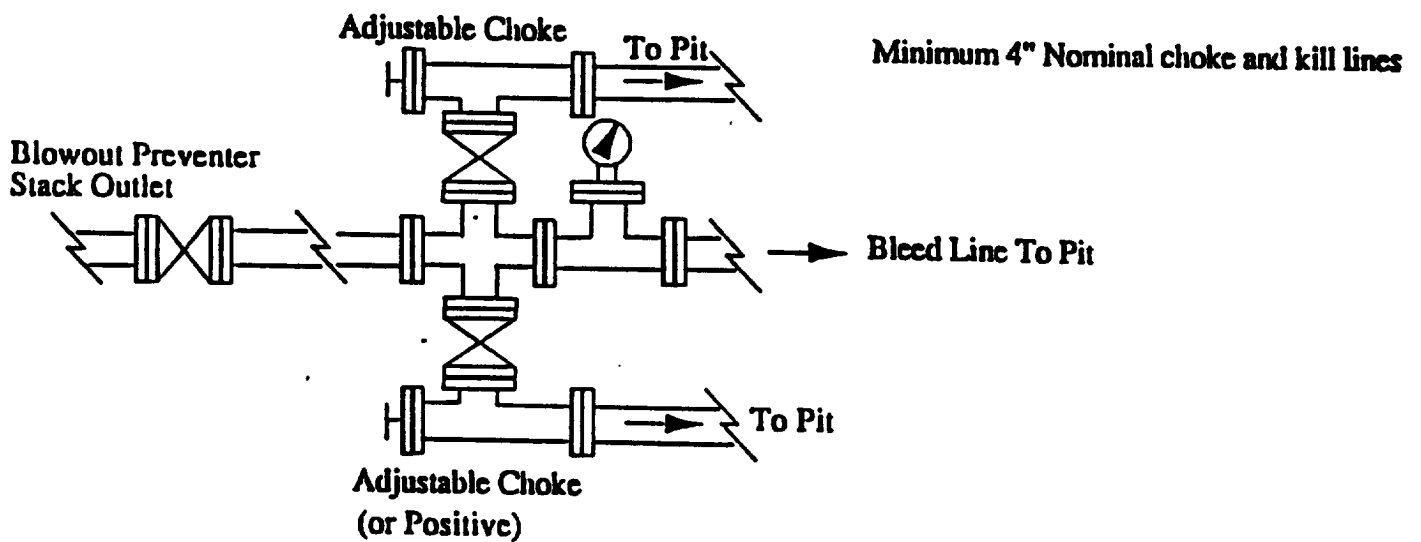 Adjustable Choke
To Pit
Minimum 4" Nominal choke and kill lines
Blowout Preventer
Stack Outlet
Bleed Line To Pit
To Pit
Adjustable Choke
(or Positive)